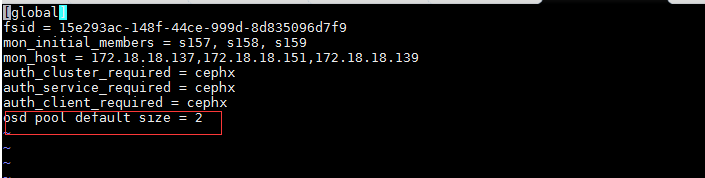 [global]
fsid = 15e293ac-148f-44ce-999d-8d835096d7f9
mon_initial_members = s157, s158, s159
mon_host = 172.18.18.137,172.18.18.151,172.18.18.139
auth_cluster_required = cephx
auth_service_required = cephx
auth_client_required = cephx
osd pool default size = 2
~
~
~
~